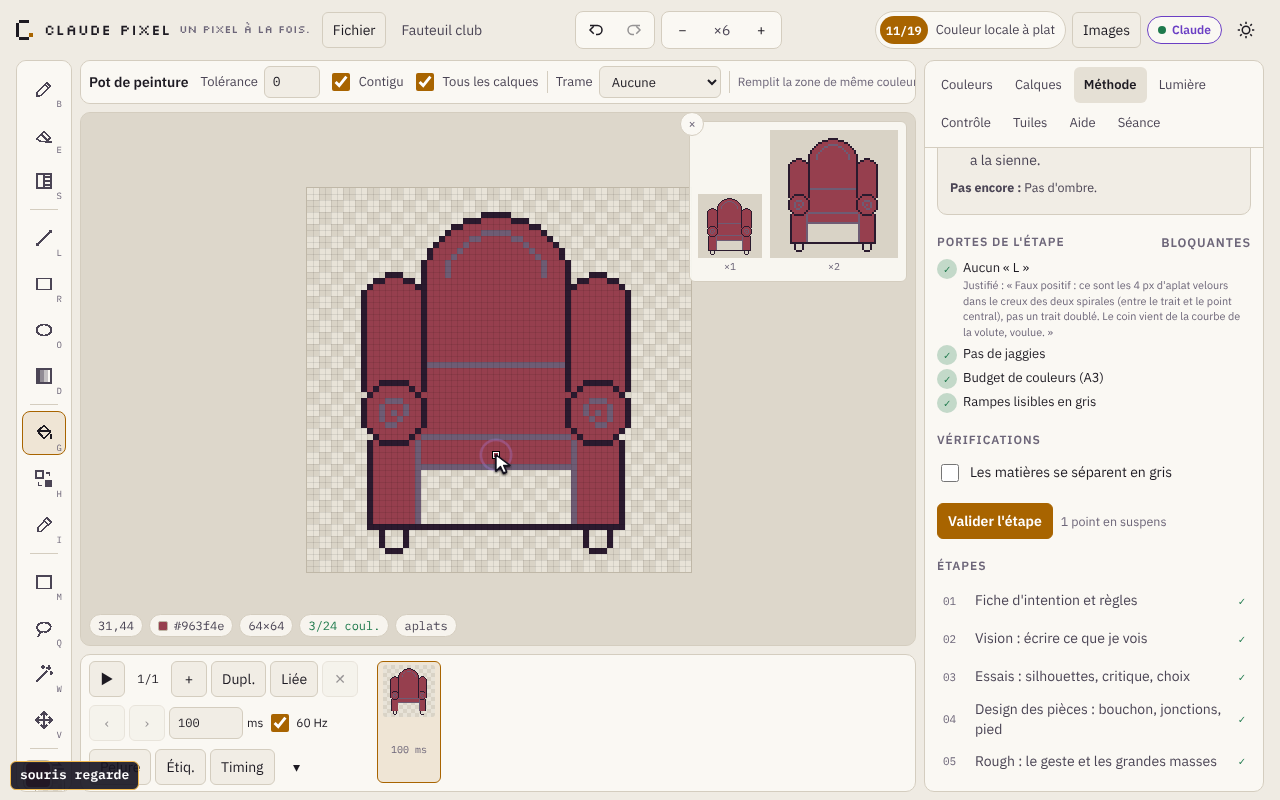 CLAUDE PIXEL UN PIXEL À LA FOIS. Fichier Fauteuil club − ×6 + 11/19 Couleur locale à plat Images Claude
Pot de peinture Tolérance 0 Contigu Tous les calques Trame Aucune Remplit la zone de même couleur
B
E
S
L
R
O
D
G
H
I
M
Q
W
V
×
×1 ×2
31,44 #963f4e 64×64 3/24 coul. aplats
1/1 + Dupl. Liée ✕
‹ › 100 ms 60 Hz
Étiq. Timing ▼
100 ms
souris regarde
Couleurs Calques Méthode Lumière
Contrôle Tuiles Aide Séance
a la sienne.
Pas encore : Pas d'ombre.
PORTES DE L'ÉTAPE BLOQUANTES
✓ Aucun « L »
Justifié : « Faux positif : ce sont les 4 px d'aplat velours
dans le creux des deux spirales (entre le trait et le point
central), pas un trait doublé. Le coin vient de la courbe de
la volute, voulue. »
✓ Pas de jaggies
✓ Budget de couleurs (A3)
✓ Rampes lisibles en gris
VÉRIFICATIONS
Les matières se séparent en gris
Valider l'étape 1 point en suspens
ÉTAPES
01 Fiche d'intention et règles ✓
02 Vision : écrire ce que je vois ✓
03 Essais : silhouettes, critique, choix ✓
04 Design des pièces : bouchon, jonctions,
pied ✓
05 Rough : le geste et les grandes masses ✓